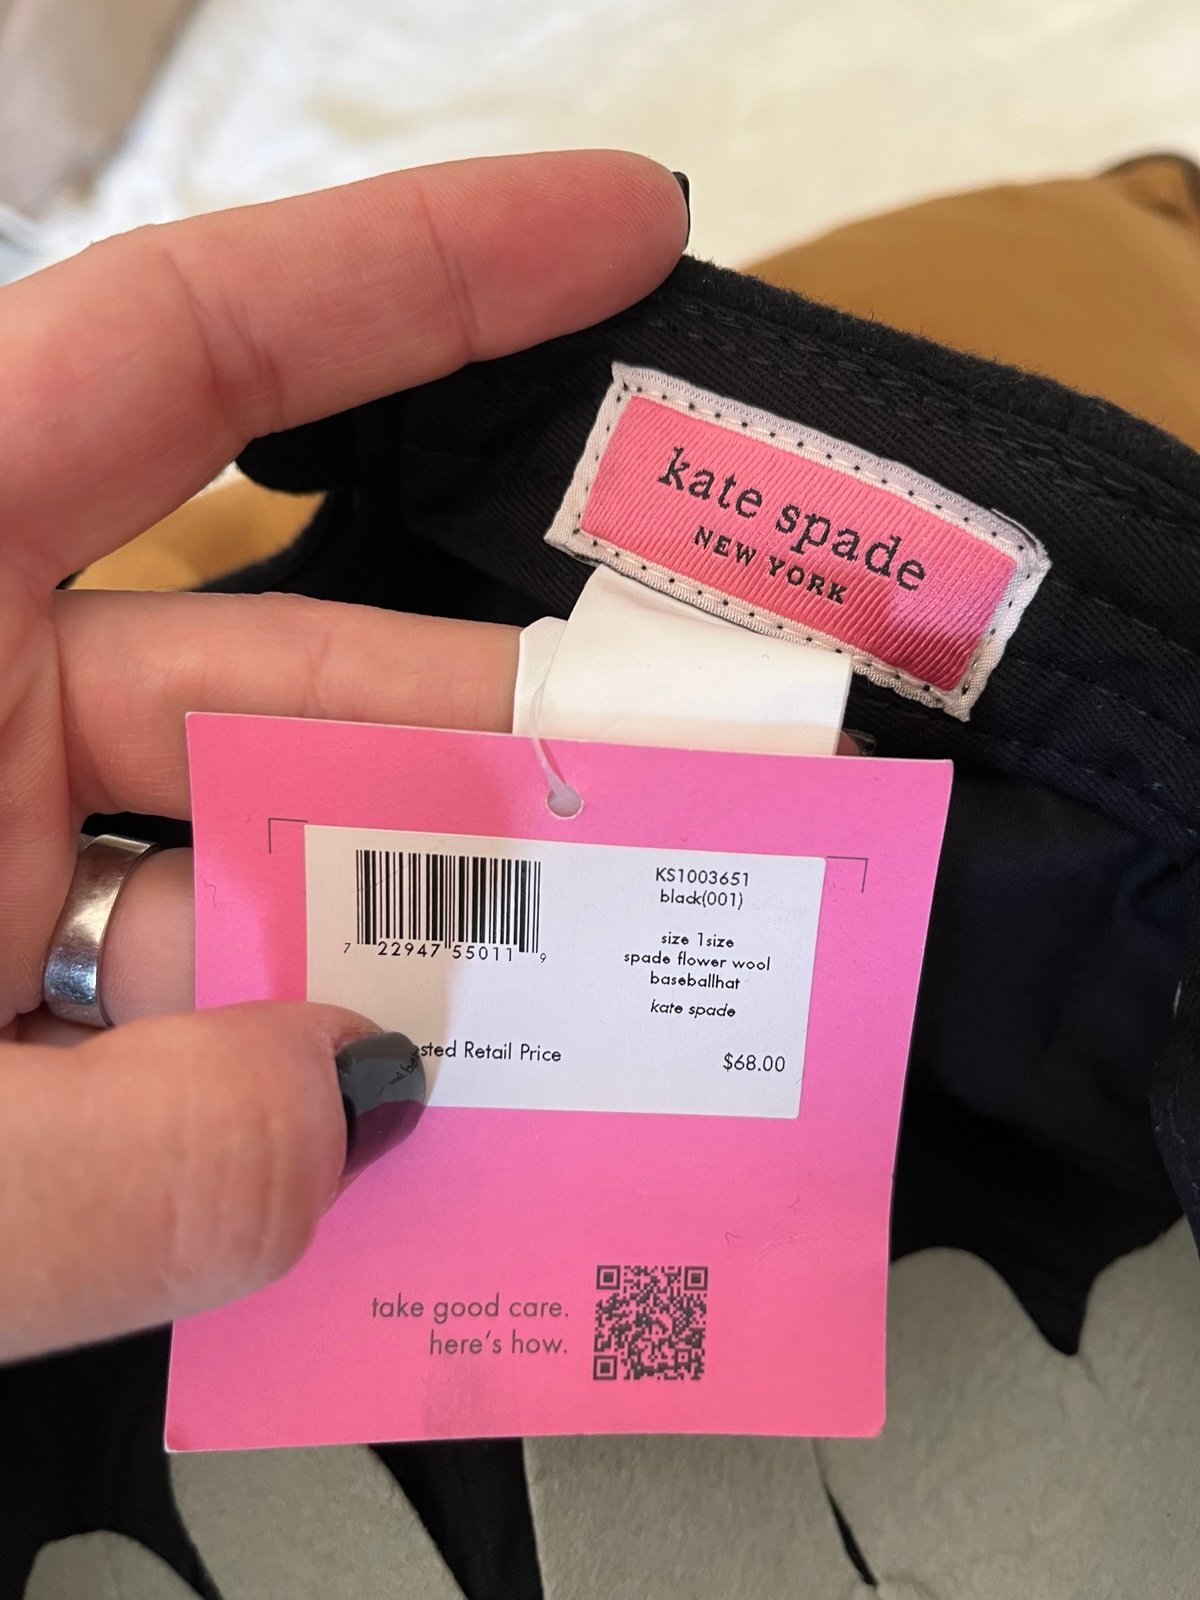 kate spade
NEW YORK
KS1003651
black(001)
7 22947 55011 9
size 1size
spade flower wool
baseballhat
kate spade
sted Retail Price
$68.00
take good care.
here's how.